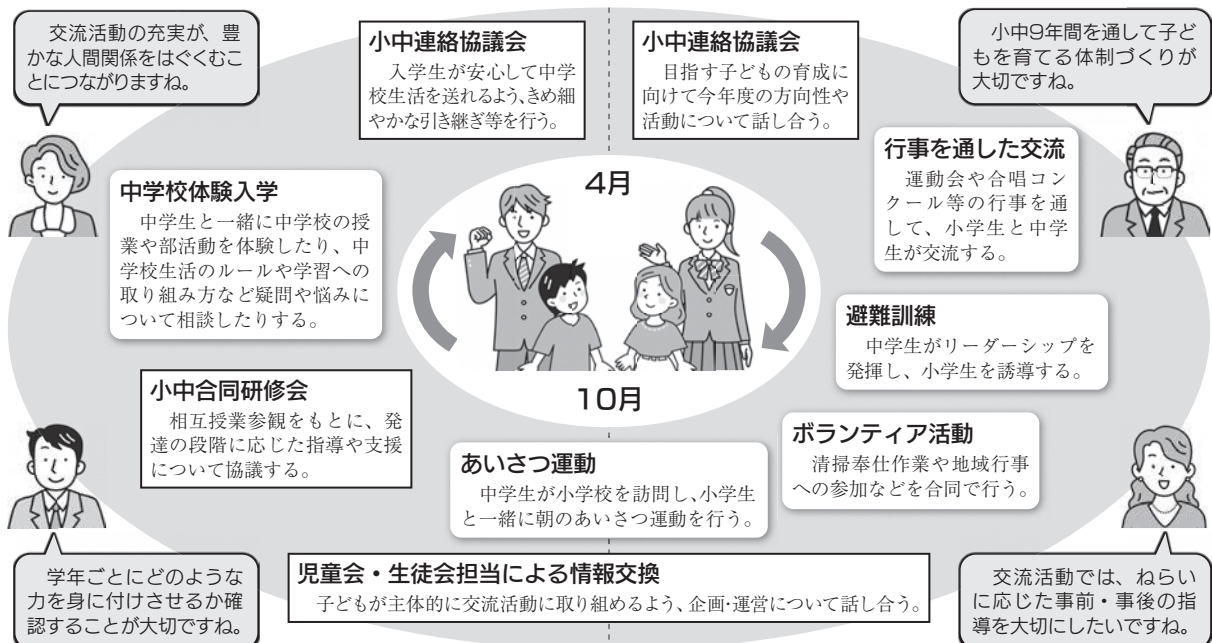 交流活動の充実が、豊
かな人間関係をはぐくむこ
とにつながりますね。
小中連絡協議会
入学生が安心して中学
校生活を送れるよう、きめ細
やかな引き継ぎ等を行う。
小中連絡協議会
目指す子どもの育成に
向けて今年度の方向性や
活動について話し合う。
小中9年間を通して子ど
もを育てる体制づくりが
大切ですね。
行事を通した交流
運動会や合唱コン
クール等の行事を通
して、小学生と中学
生が交流する。
中学校体験入学
中学生と一緒に中学校の授
業や部活動を体験したり、中
学校生活のルールや学習への
取り組み方など疑問や悩みに
ついて相談したりする。
4月
10月
避難訓練
中学生がリーダーシップを
発揮し、小学生を誘導する。
小中合同研修会
相互授業参観をもとに、発
達の段階に応じた指導や支援
について協議する。
あいさつ運動
中学生が小学校を訪問し、小学生
と一緒に朝のあいさつ運動を行う。
ボランティア活動
清掃奉仕作業や地域行事
への参加などを合同で行う。
児童会・生徒会担当による情報交換
子どもが主体的に交流活動に取り組めるよう、企画・運営について話し合う。
学年ごとにどのような
力を身に付けさせるか確
認することが大切ですね。
交流活動では、ねらい
に応じた事前・事後の指
導を大切にしたいですね。